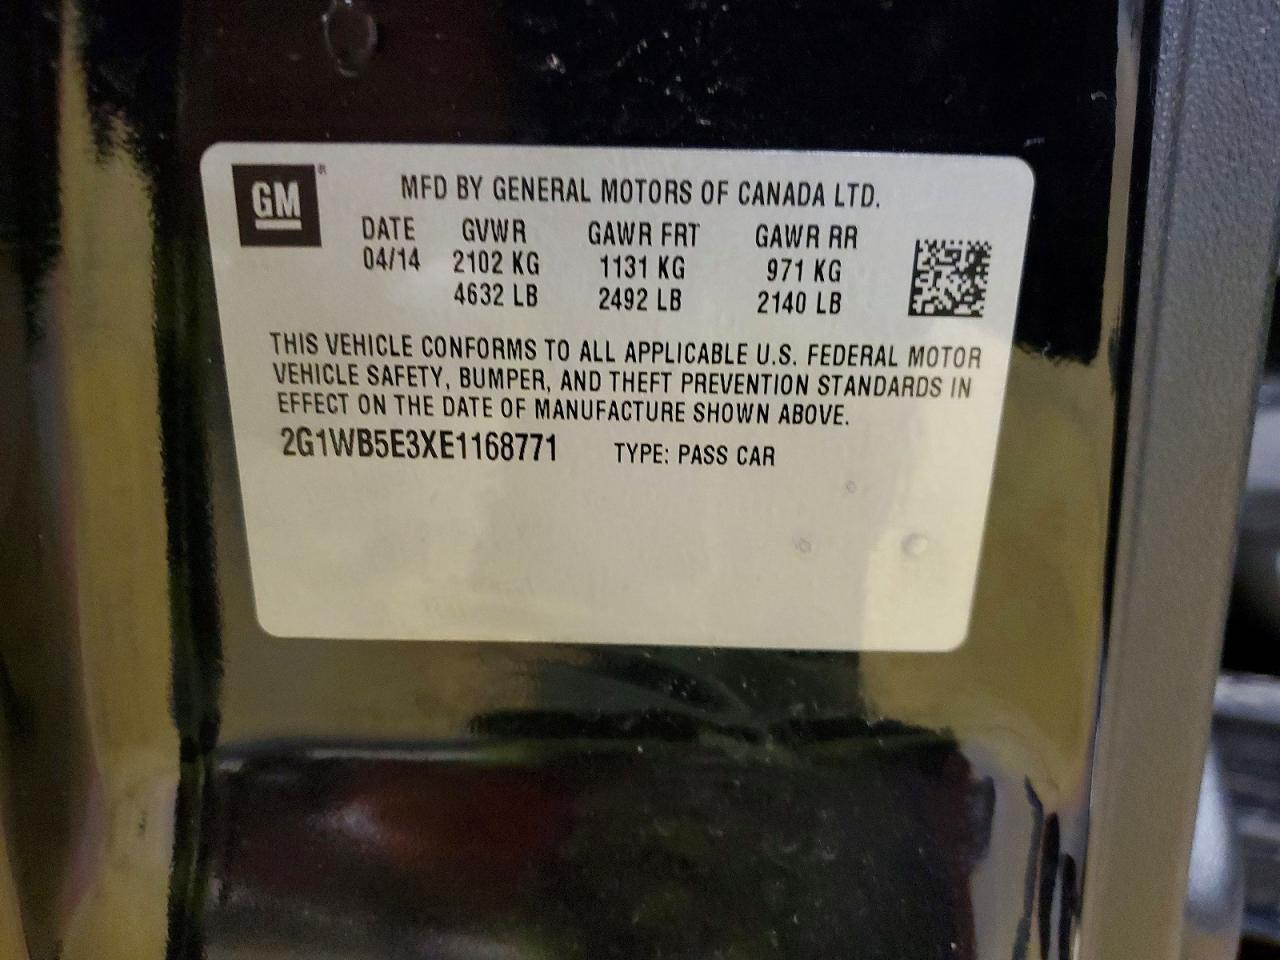 GM®
MFD BY GENERAL MOTORS OF CANADA LTD.
DATE GVWR GAWR FRT GAWR RR
04/14 2102 KG 1131 KG 971 KG
4632 LB 2492 LB 2140 LB
THIS VEHICLE CONFORMS TO ALL APPLICABLE U.S. FEDERAL MOTOR
VEHICLE SAFETY, BUMPER, AND THEFT PREVENTION STANDARDS IN
EFFECT ON THE DATE OF MANUFACTURE SHOWN ABOVE.
2G1WB5E3XE1168771 TYPE: PASS CAR